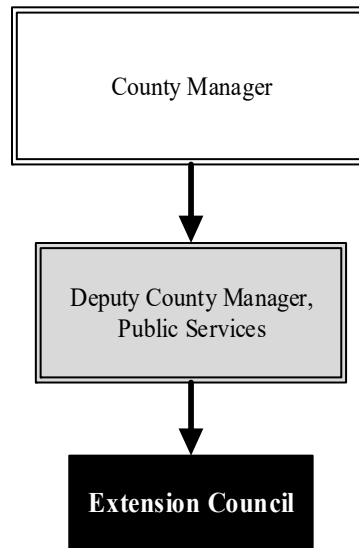 County Manager
Deputy County Manager,
Public Services
Extension Council